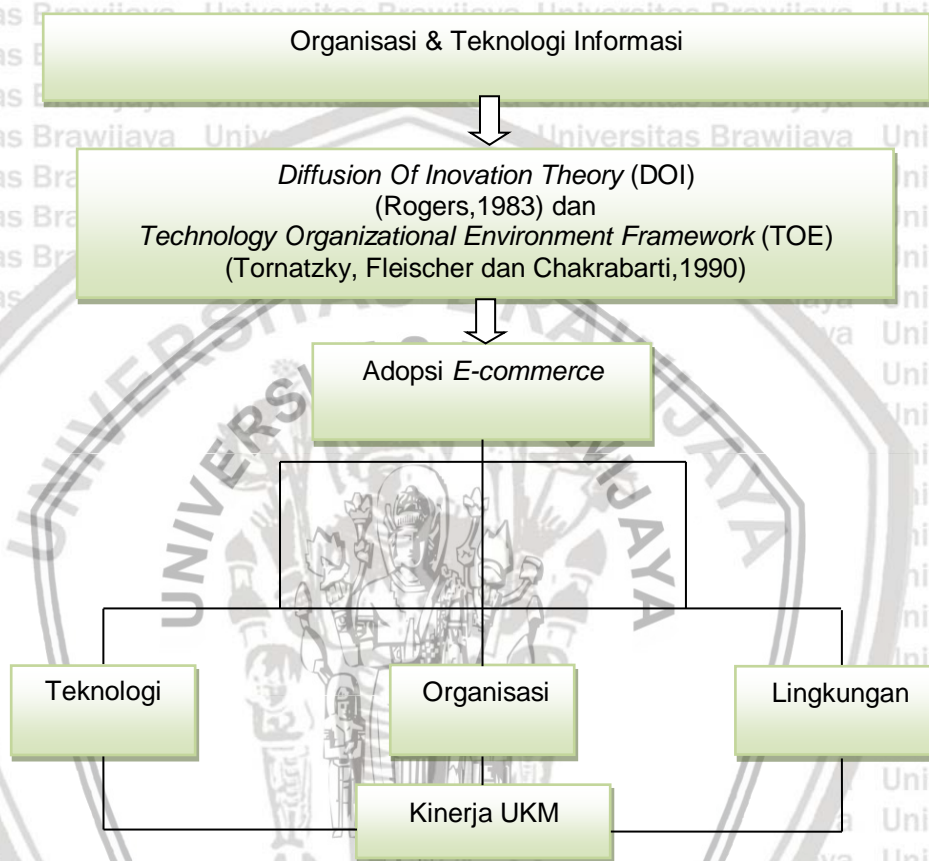 Organisasi & Teknologi Informasi
Diffusion Of Inovation Theory (DOI)
(Rogers,1983) dan
Technology Organizational Environment Framework (TOE)
(Tornatzky, Fleischer dan Chakrabarti,1990)
Adopsi E-commerce
Teknologi
Organisasi
Lingkungan
Kinerja UKM
UNIVERSITAS BRAWIJAYA